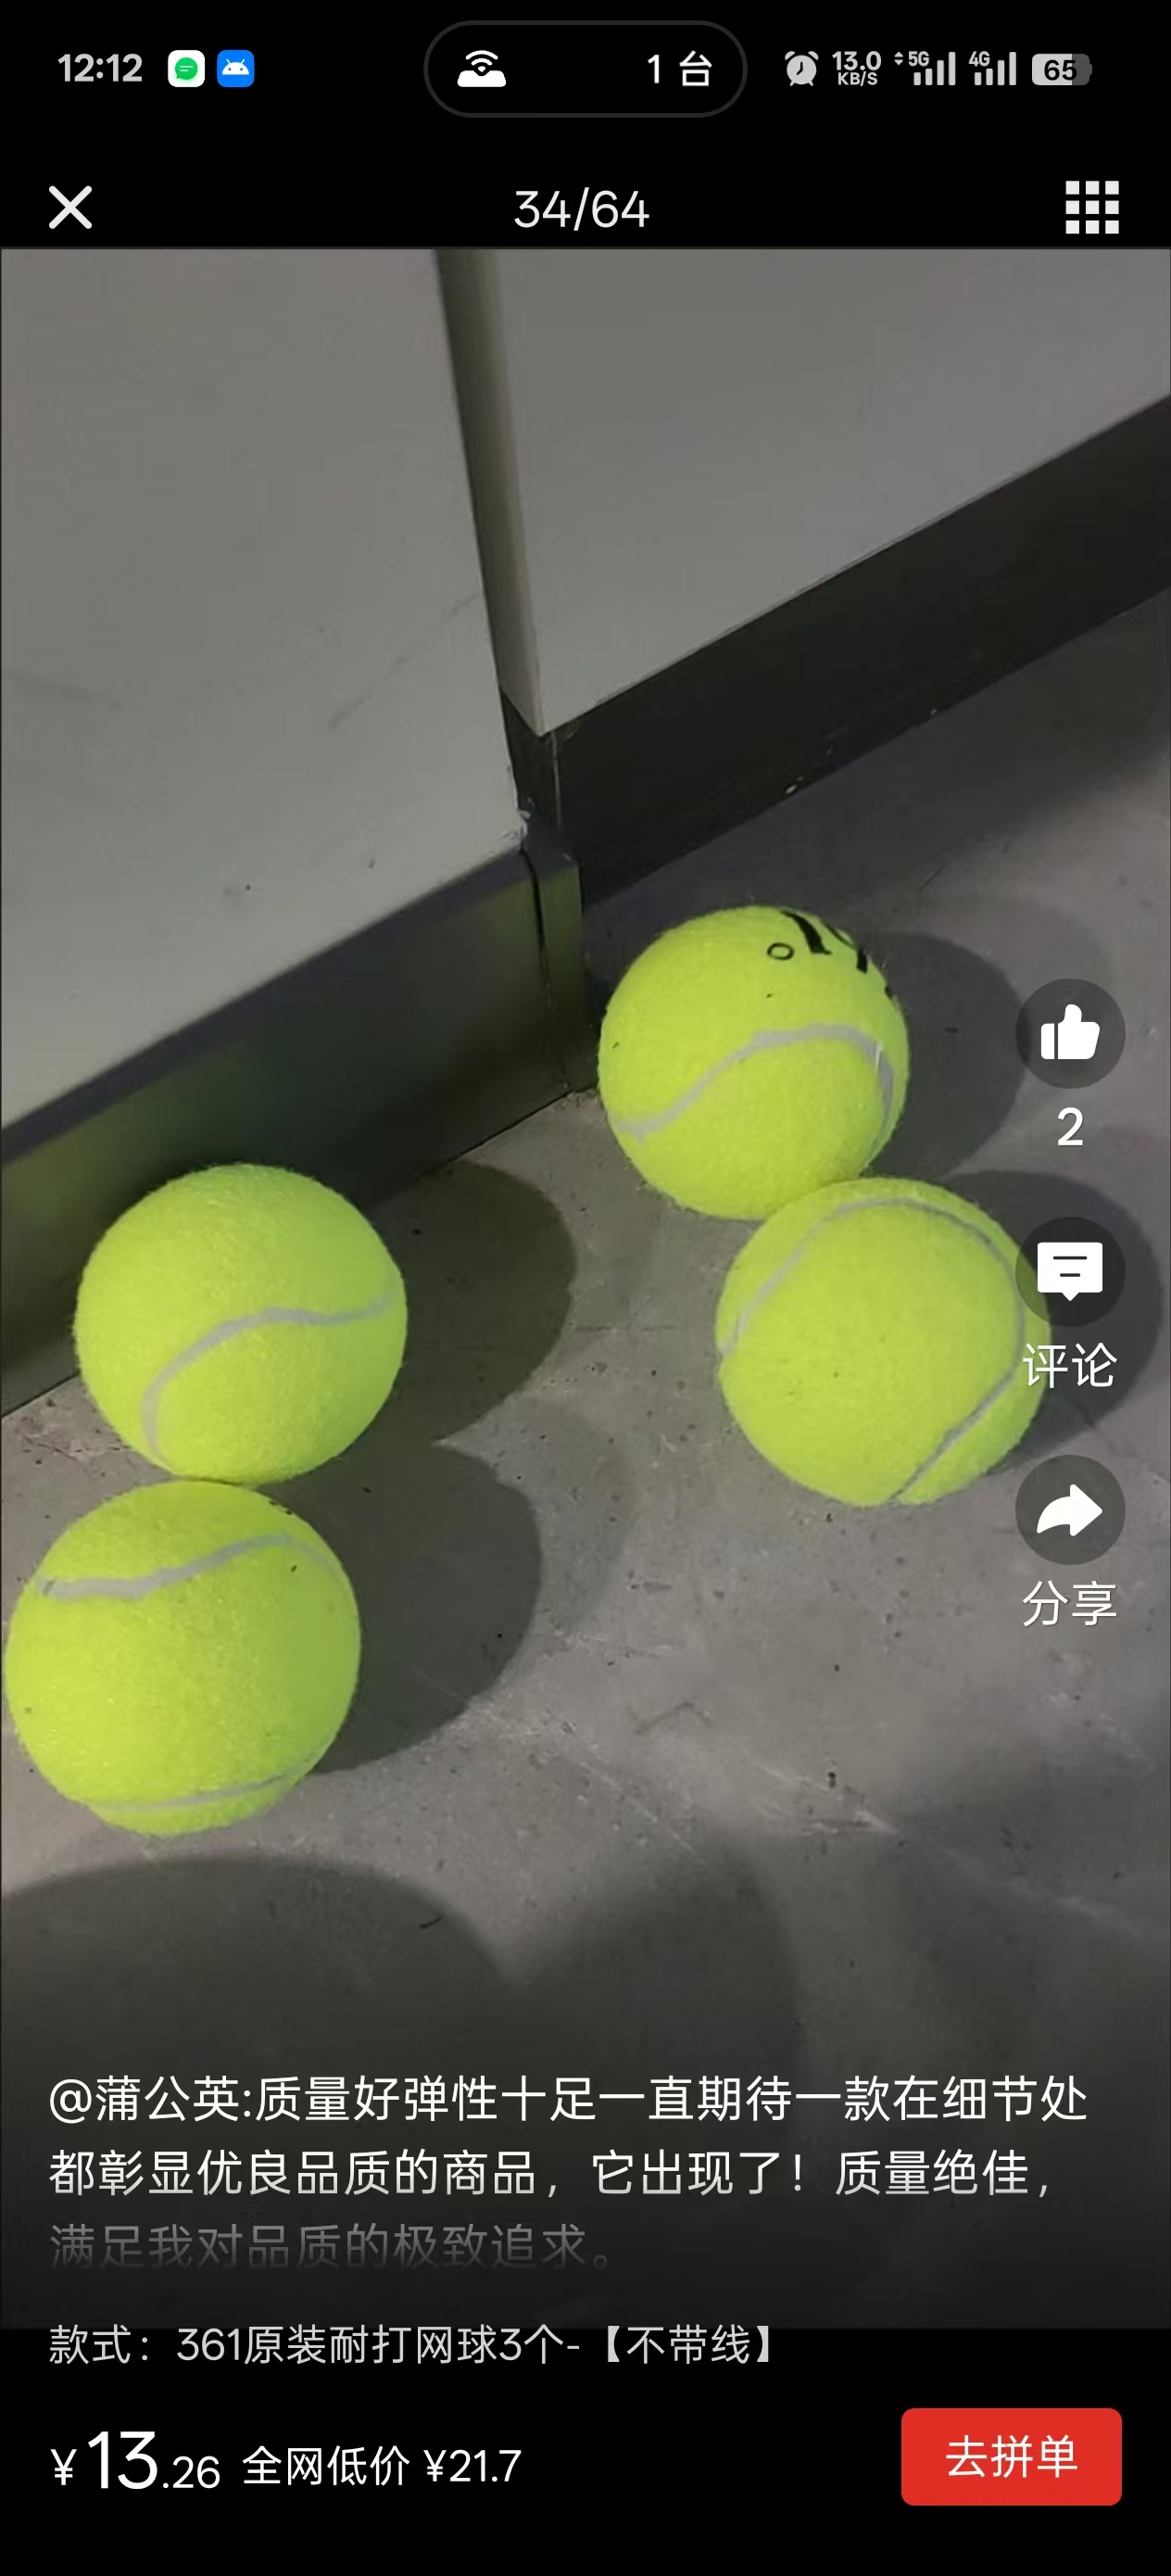 12:12
1 台
13.0
KB/S
5G
4G
65
34/64
2
评论
分享
@蒲公英:质量好弹性十足一直期待一款在细节处
都彰显优良品质的商品，它出现了！质量绝佳，
满足我对品质的极致追求。
款式：361原装耐打网球3个-【不带线】
¥13.26 全网低价 ¥21.7
去拼单